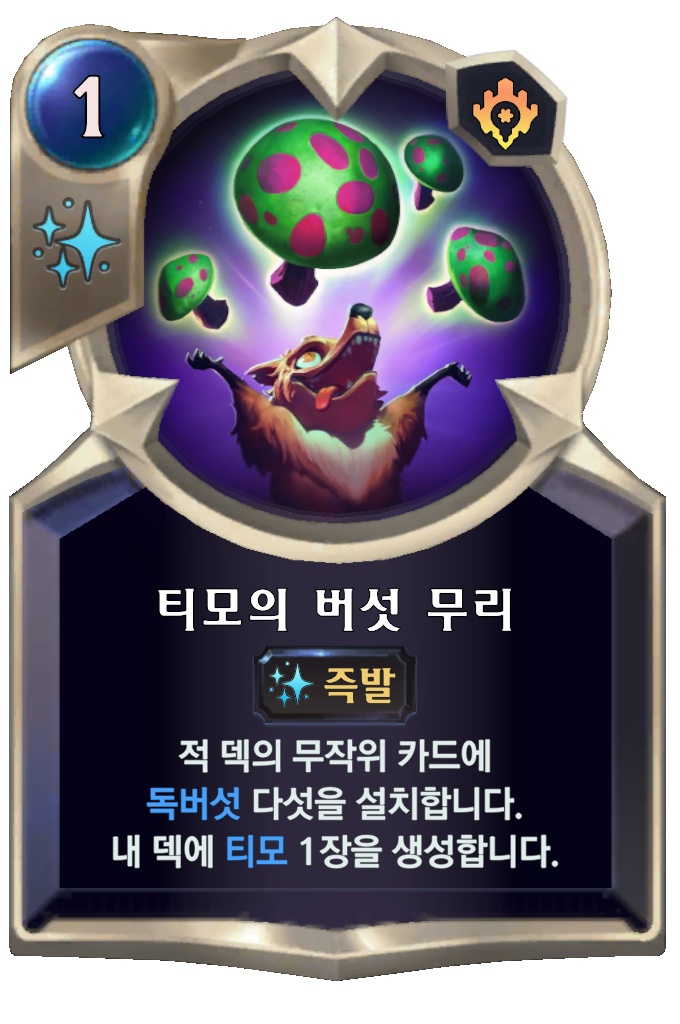 1
티모의 버섯 무리
즉발
적 덱의 무작위 카드에
독버섯 다섯을 설치합니다.
내 덱에 티모 1장을 생성합니다.